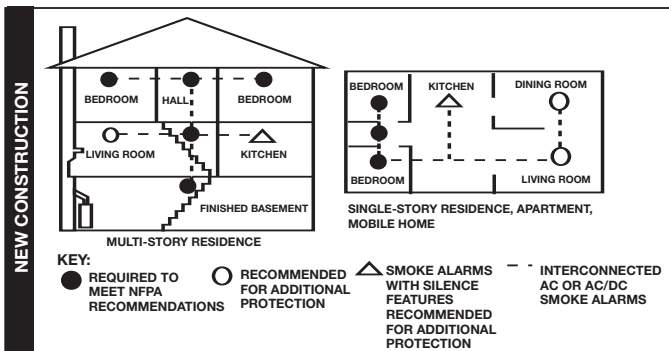 NEW CONSTRUCTION
BEDROOM
HALL
BEDROOM
LIVING ROOM
KITCHEN
FINISHED BASEMENT
MULTI-STORY RESIDENCE
BEDROOM
KITCHEN
DINING ROOM
BEDROOM
LIVING ROOM
SINGLE-STORY RESIDENCE, APARTMENT,
MOBILE HOME
KEY:
REQUIRED TO
MEET NFPA
RECOMMENDATIONS
RECOMMENDED
FOR ADDITIONAL
PROTECTION
SMOKE ALARMS
WITH SILENCE
FEATURES
RECOMMENDED
FOR ADDITIONAL
PROTECTION
INTERCONNECTED
AC OR AC/DC
SMOKE ALARMS